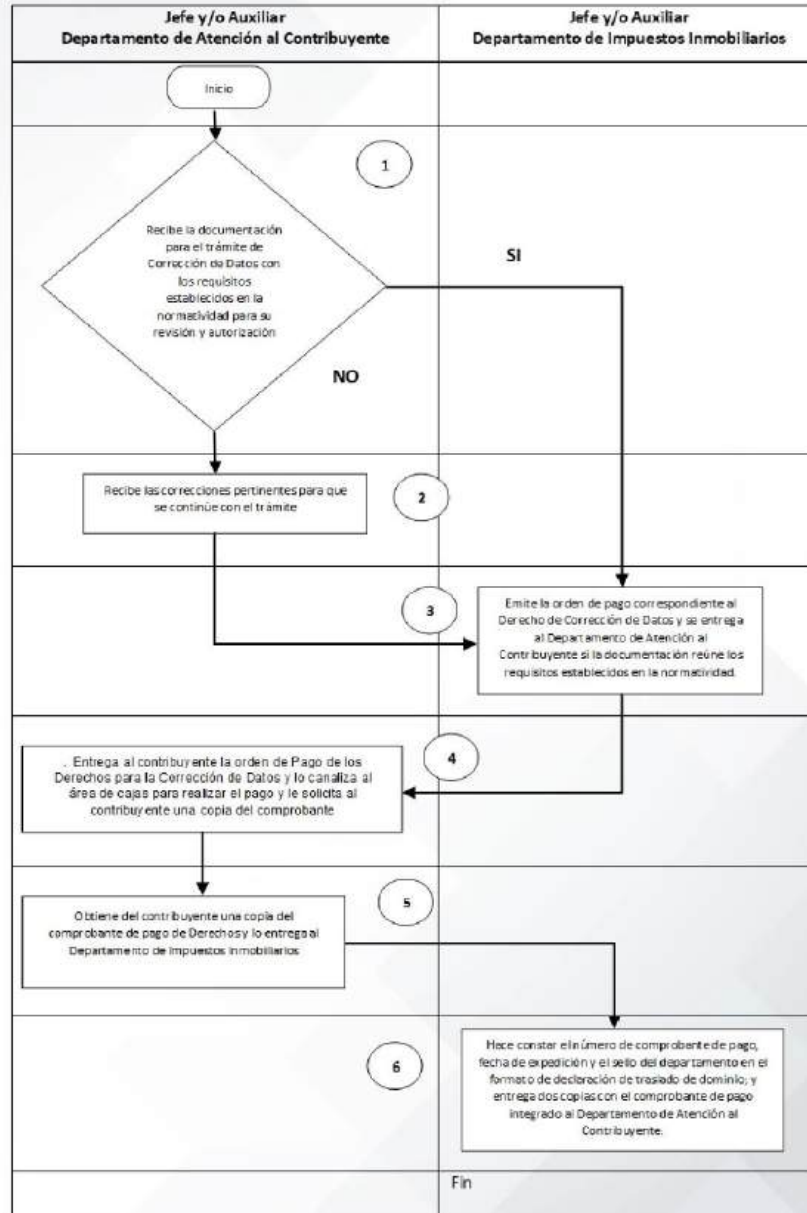 Jefe y/o Auxiliar
Departamento de Atención al Contribuyente
Jefe y/o Auxiliar
Departamento de Impuestos Inmobiliarios
Inicio
1
Recibe la documentación
para el trámite de
Corrección de Datos con
los requisitos
establecidos en la
normatividad para su
revisión y autorización
SI
NO
Recibe las correcciones pertinentes para que
se continúe con el trámite
2
3
Emite la orden de pago correspondiente al
Derecho de Corrección de Datos y se entrega
al Departamento de Atención al
Contribuyente si la documentación reúne los
requisitos establecidos en la normatividad.
. Entrega al contribuyente la orden de Pago de los
Derechos para la Corrección de Datos y lo canaliza al
área de cajas para realizar el pago y le solicita al
contribuyente una copia del comprobante
4
Obtiene del contribuyente una copia del
comprobante de pago de Derechos y lo entrega al
Departamento de Impuestos Inmobiliarios
5
6
Hace constar el número de comprobante de pago,
fecha de expedición y el sello del departamento en el
formato de declaración de traslado de dominio; y
entrega dos copias con el comprobante de pago
integrado al Departamento de Atención al
Contribuyente.
Fin